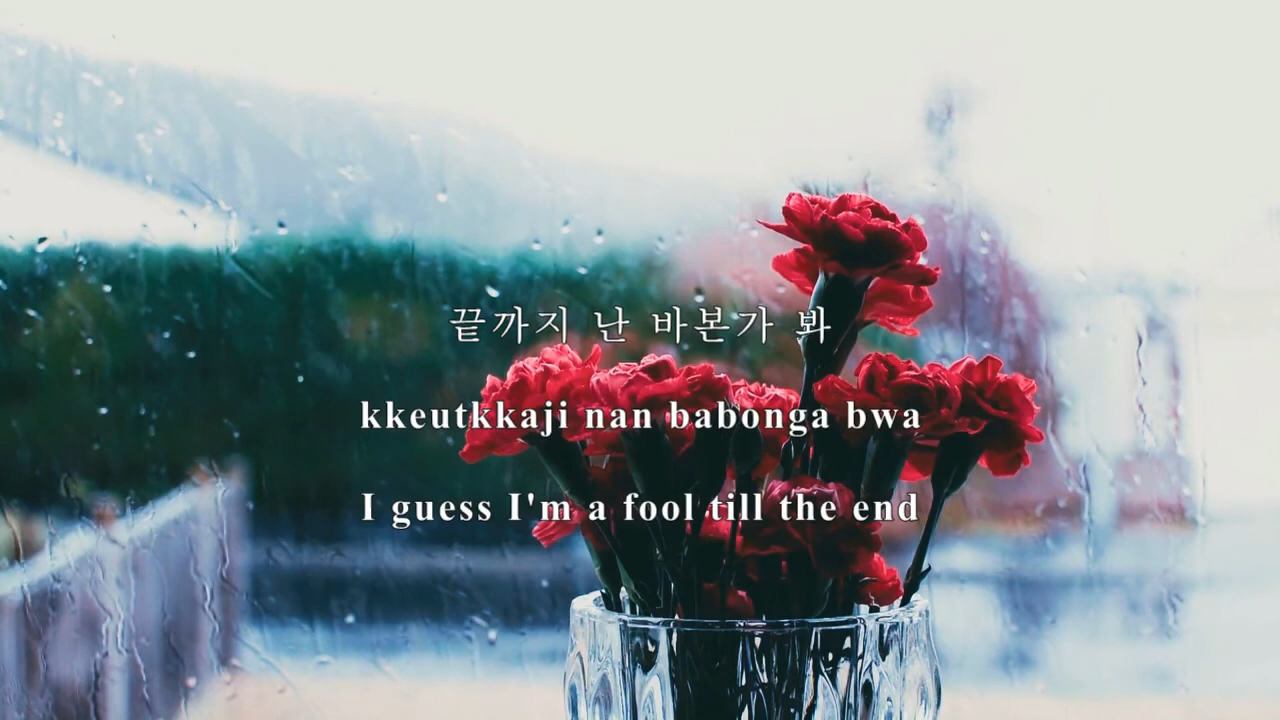 끝까지 난 바본가 봐
kkeutkkaji nan babonga bwa
I guess I'm a fool till the end